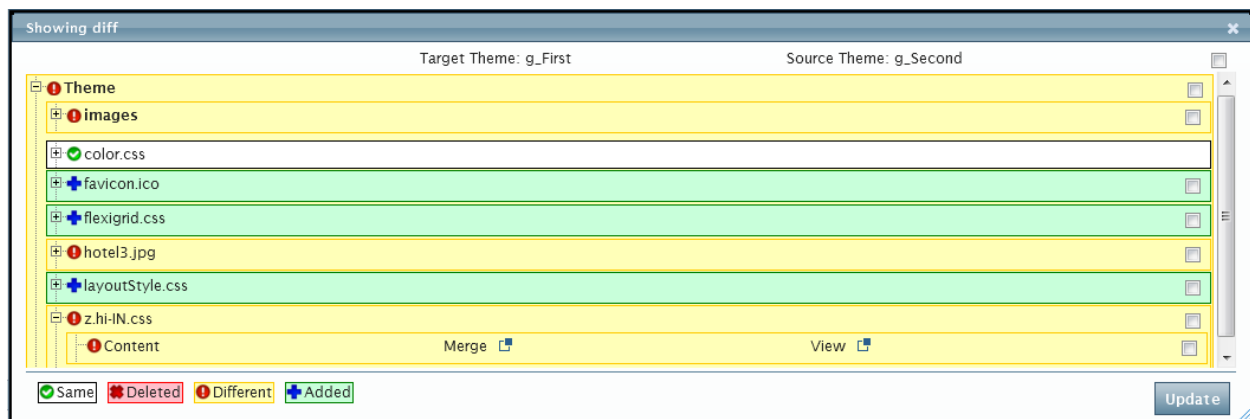 Showing diff
Target Theme: g_First Source Theme: g_Second
Theme
images
color.css
favicon.ico
flexigrid.css
hotel3.jpg
layoutStyle.css
z.hi-IN.css
Content Merge View
Same Deleted Different Added
Update